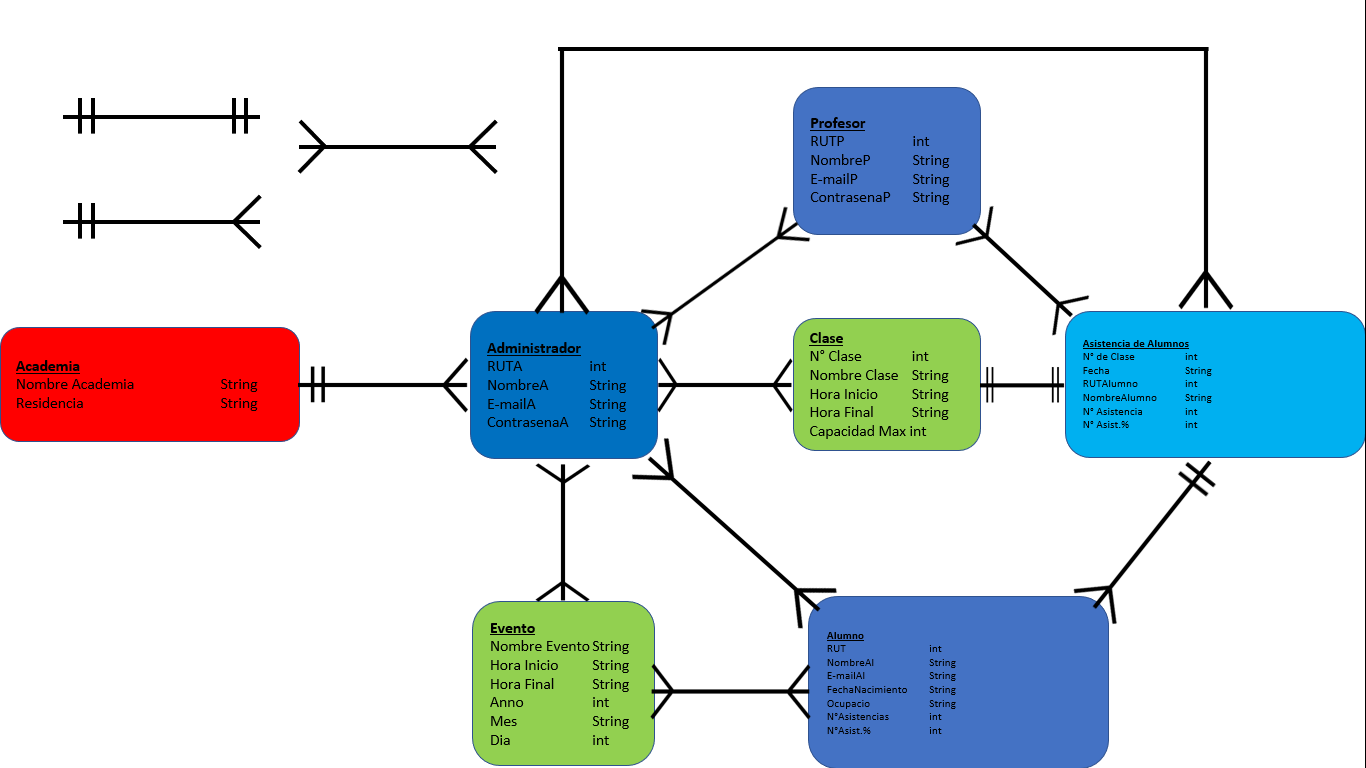 Profesor
RUTP int
NombreP String
E-mailP String
ContrasenaP String
Academia
Nombre Academia String
Residencia String
Administrador
RUTA int
NombreA String
E-mailA String
ContrasenaA String
Clase
N° Clase int
Nombre Clase String
Hora Inicio String
Hora Final String
Capacidad Max int
Asistencia de Alumnos
N° de Clase int
Fecha String
RUTAlumno int
NombreAlumno String
N° Asistencia int
N° Asist.% int
Evento
Nombre Evento String
Hora Inicio String
Hora Final String
Anno int
Mes String
Dia int
Alumno
RUT int
NombreAl String
E-mailAl String
FechaNacimiento String
Ocupacio String
N°Asistencias int
N°Asist.% int